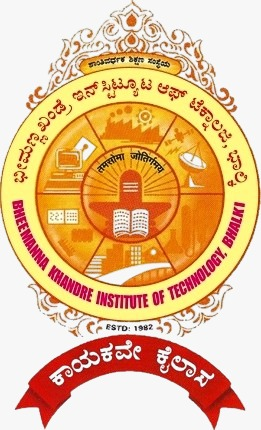 ಶಾಂತಿವರ್ಧಕ ಶಿಕ್ಷಣ ಸಂಸ್ಥೆಯ
ಭೀಮಣ್ಣ ಖಂಡ್ರೆ ಇನ್‌ಸ್ಟಿಟ್ಯೂಟ ಆಫ್ ಟೆಕ್ನಾಲಜಿ ಭಾಲ್ಕಿ
तमसोमा जोतिर्गमय
BHEEMANNA KHANDRE INSTITUTE OF TECHNOLOGY, BHALKI
ESTD: 1982
ಕಾಯಕವೇ ಕೈಲಾಸ